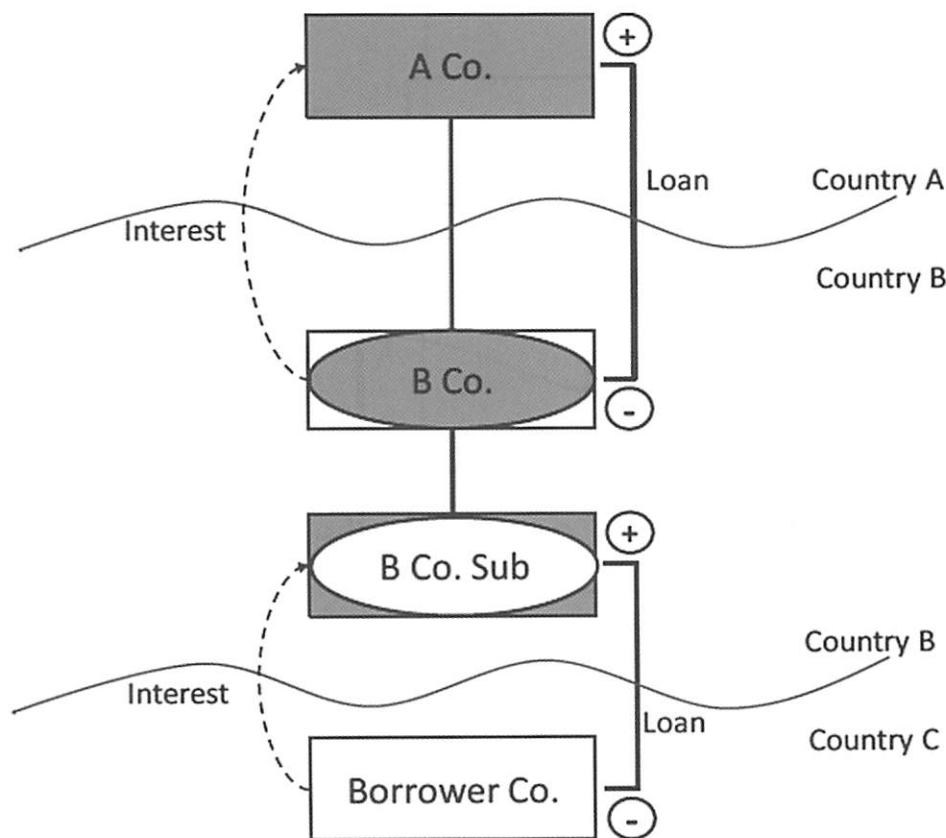 +
A Co.
Loan
Country A
Interest
Country B
B Co.
-
+
B Co. Sub
Country B
Interest
Loan
Country C
Borrower Co.
-